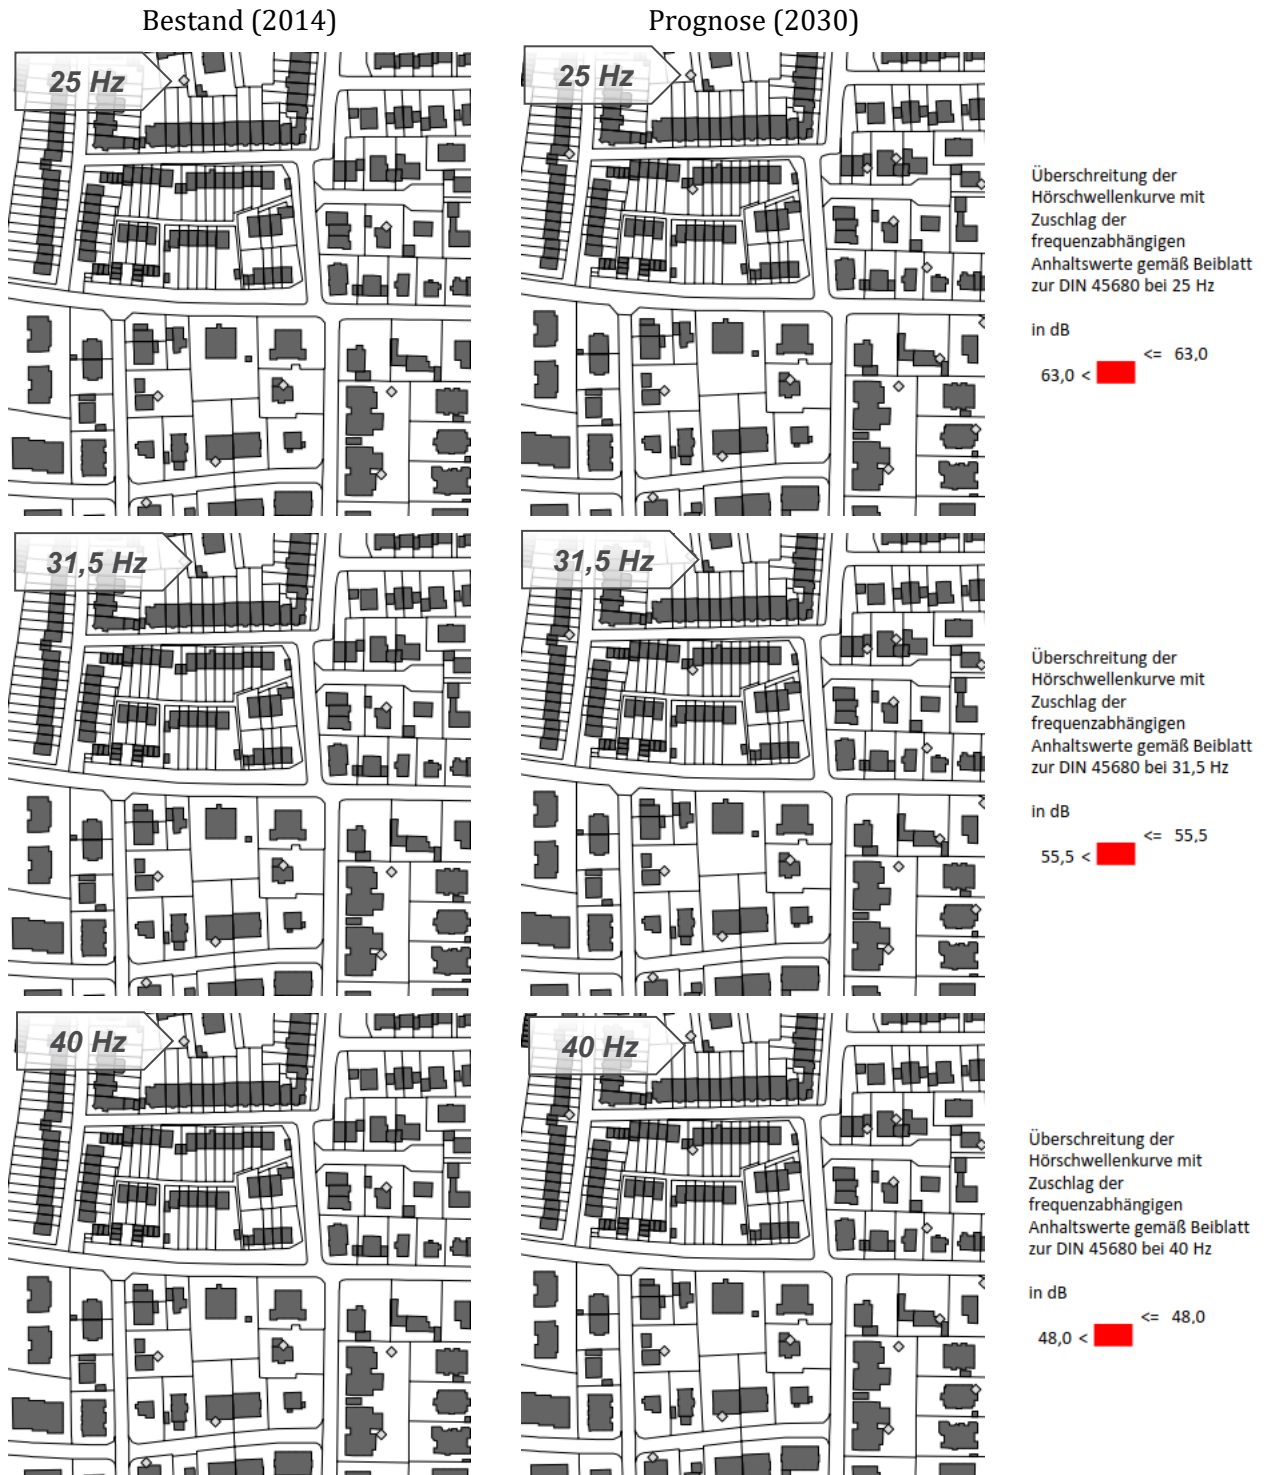 Bestand (2014)
Prognose (2030)
25 Hz
25 Hz
Überschreitung der
Hörschwellenkurve mit
Zuschlag der
frequenzabhängigen
Anhaltswerte gemäß Beiblatt
zur DIN 45680 bei 25 Hz
in dB
<= 63,0
63,0 <
31,5 Hz
31,5 Hz
Überschreitung der
Hörschwellenkurve mit
Zuschlag der
frequenzabhängigen
Anhaltswerte gemäß Beiblatt
zur DIN 45680 bei 31,5 Hz
in dB
<= 55,5
55,5 <
40 Hz
40 Hz
Überschreitung der
Hörschwellenkurve mit
Zuschlag der
frequenzabhängigen
Anhaltswerte gemäß Beiblatt
zur DIN 45680 bei 40 Hz
in dB
<= 48,0
48,0 <